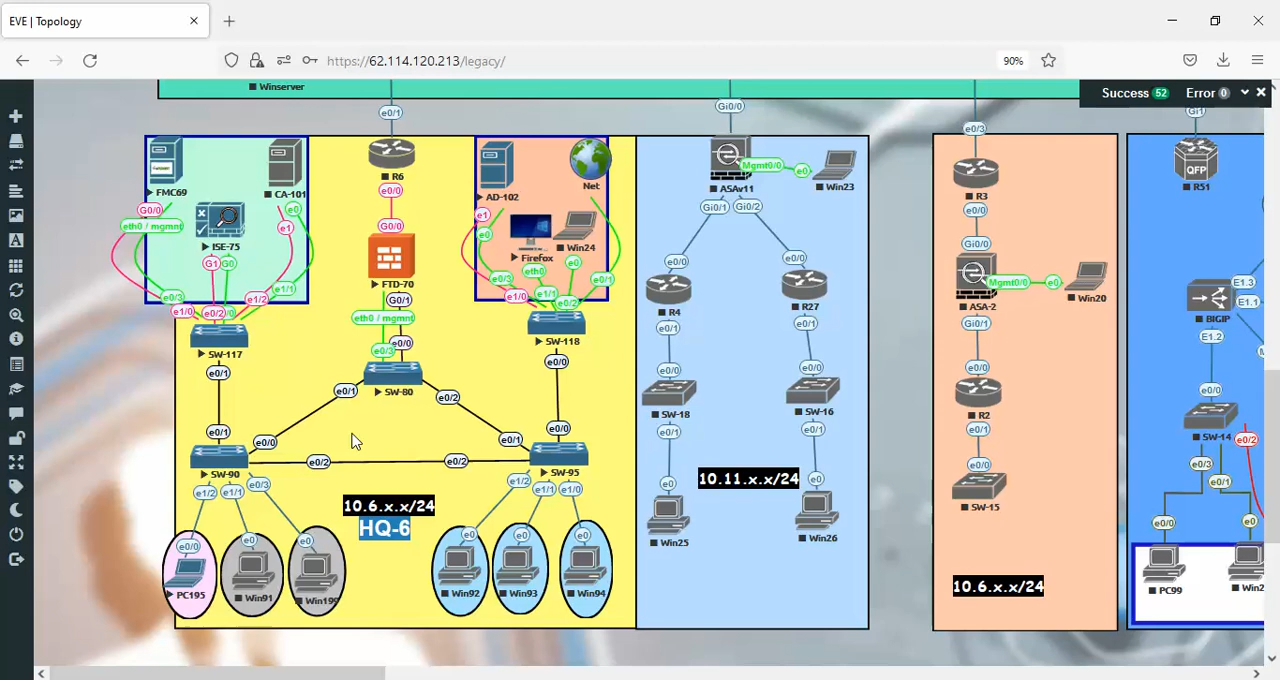 EVE | Topology
https://62.114.120.213/legacy/
90%
Success 52 Error 0
Winserver
e0/1
Gi0/0
e0/3
Gi1
FMC69
CA-101
R6
AD-102
Net
ASAv11
Mgmt0/0
e0
Win23
R3
R51
G0/0
eth0 / mgmnt
e0
e1
ISE-75
G1
G0
e0/0
G0/0
e1
e0
Firefox
Win24
eth0
e0
Gi0/1
Gi0/2
e0/0
Gi0/0
e0/3
e1/0
e0/2
e1/2
e1/1
FTD-70
G0/1
eth0 / mgmnt
e0/3
e0/0
e0/3
e1/0
e1/1
e0/2
e0/1
e0/0
R4
e0/1
e0/0
R27
e0/1
ASA-2
Mgmt0/0
e0
Win20
Gi0/1
E1.3
E1.1
BIGIP
E1.2
SW-117
e0/1
SW-80
e0/1
e0/2
SW-118
e0/0
e0/0
SW-18
e0/1
e0/0
SW-16
e0/1
e0/0
R2
e0/1
e0/0
SW-14
e0/2
e0/1
e0/0
e0/1
e0/0
e0/2
e0/2
SW-90
SW-95
e1/2
e1/1
e0/3
e1/2
e1/1
e1/0
10.6.x.x/24
HQ-6
10.11.x.x/24
e0
Win25
e0
Win26
e0/0
SW-15
10.6.x.x/24
e0/3
e0/1
e0/0
e0
PC99
e0/0
e0
e0
e0
e0
e0
PC195
Win91
Win199
Win92
Win93
Win94